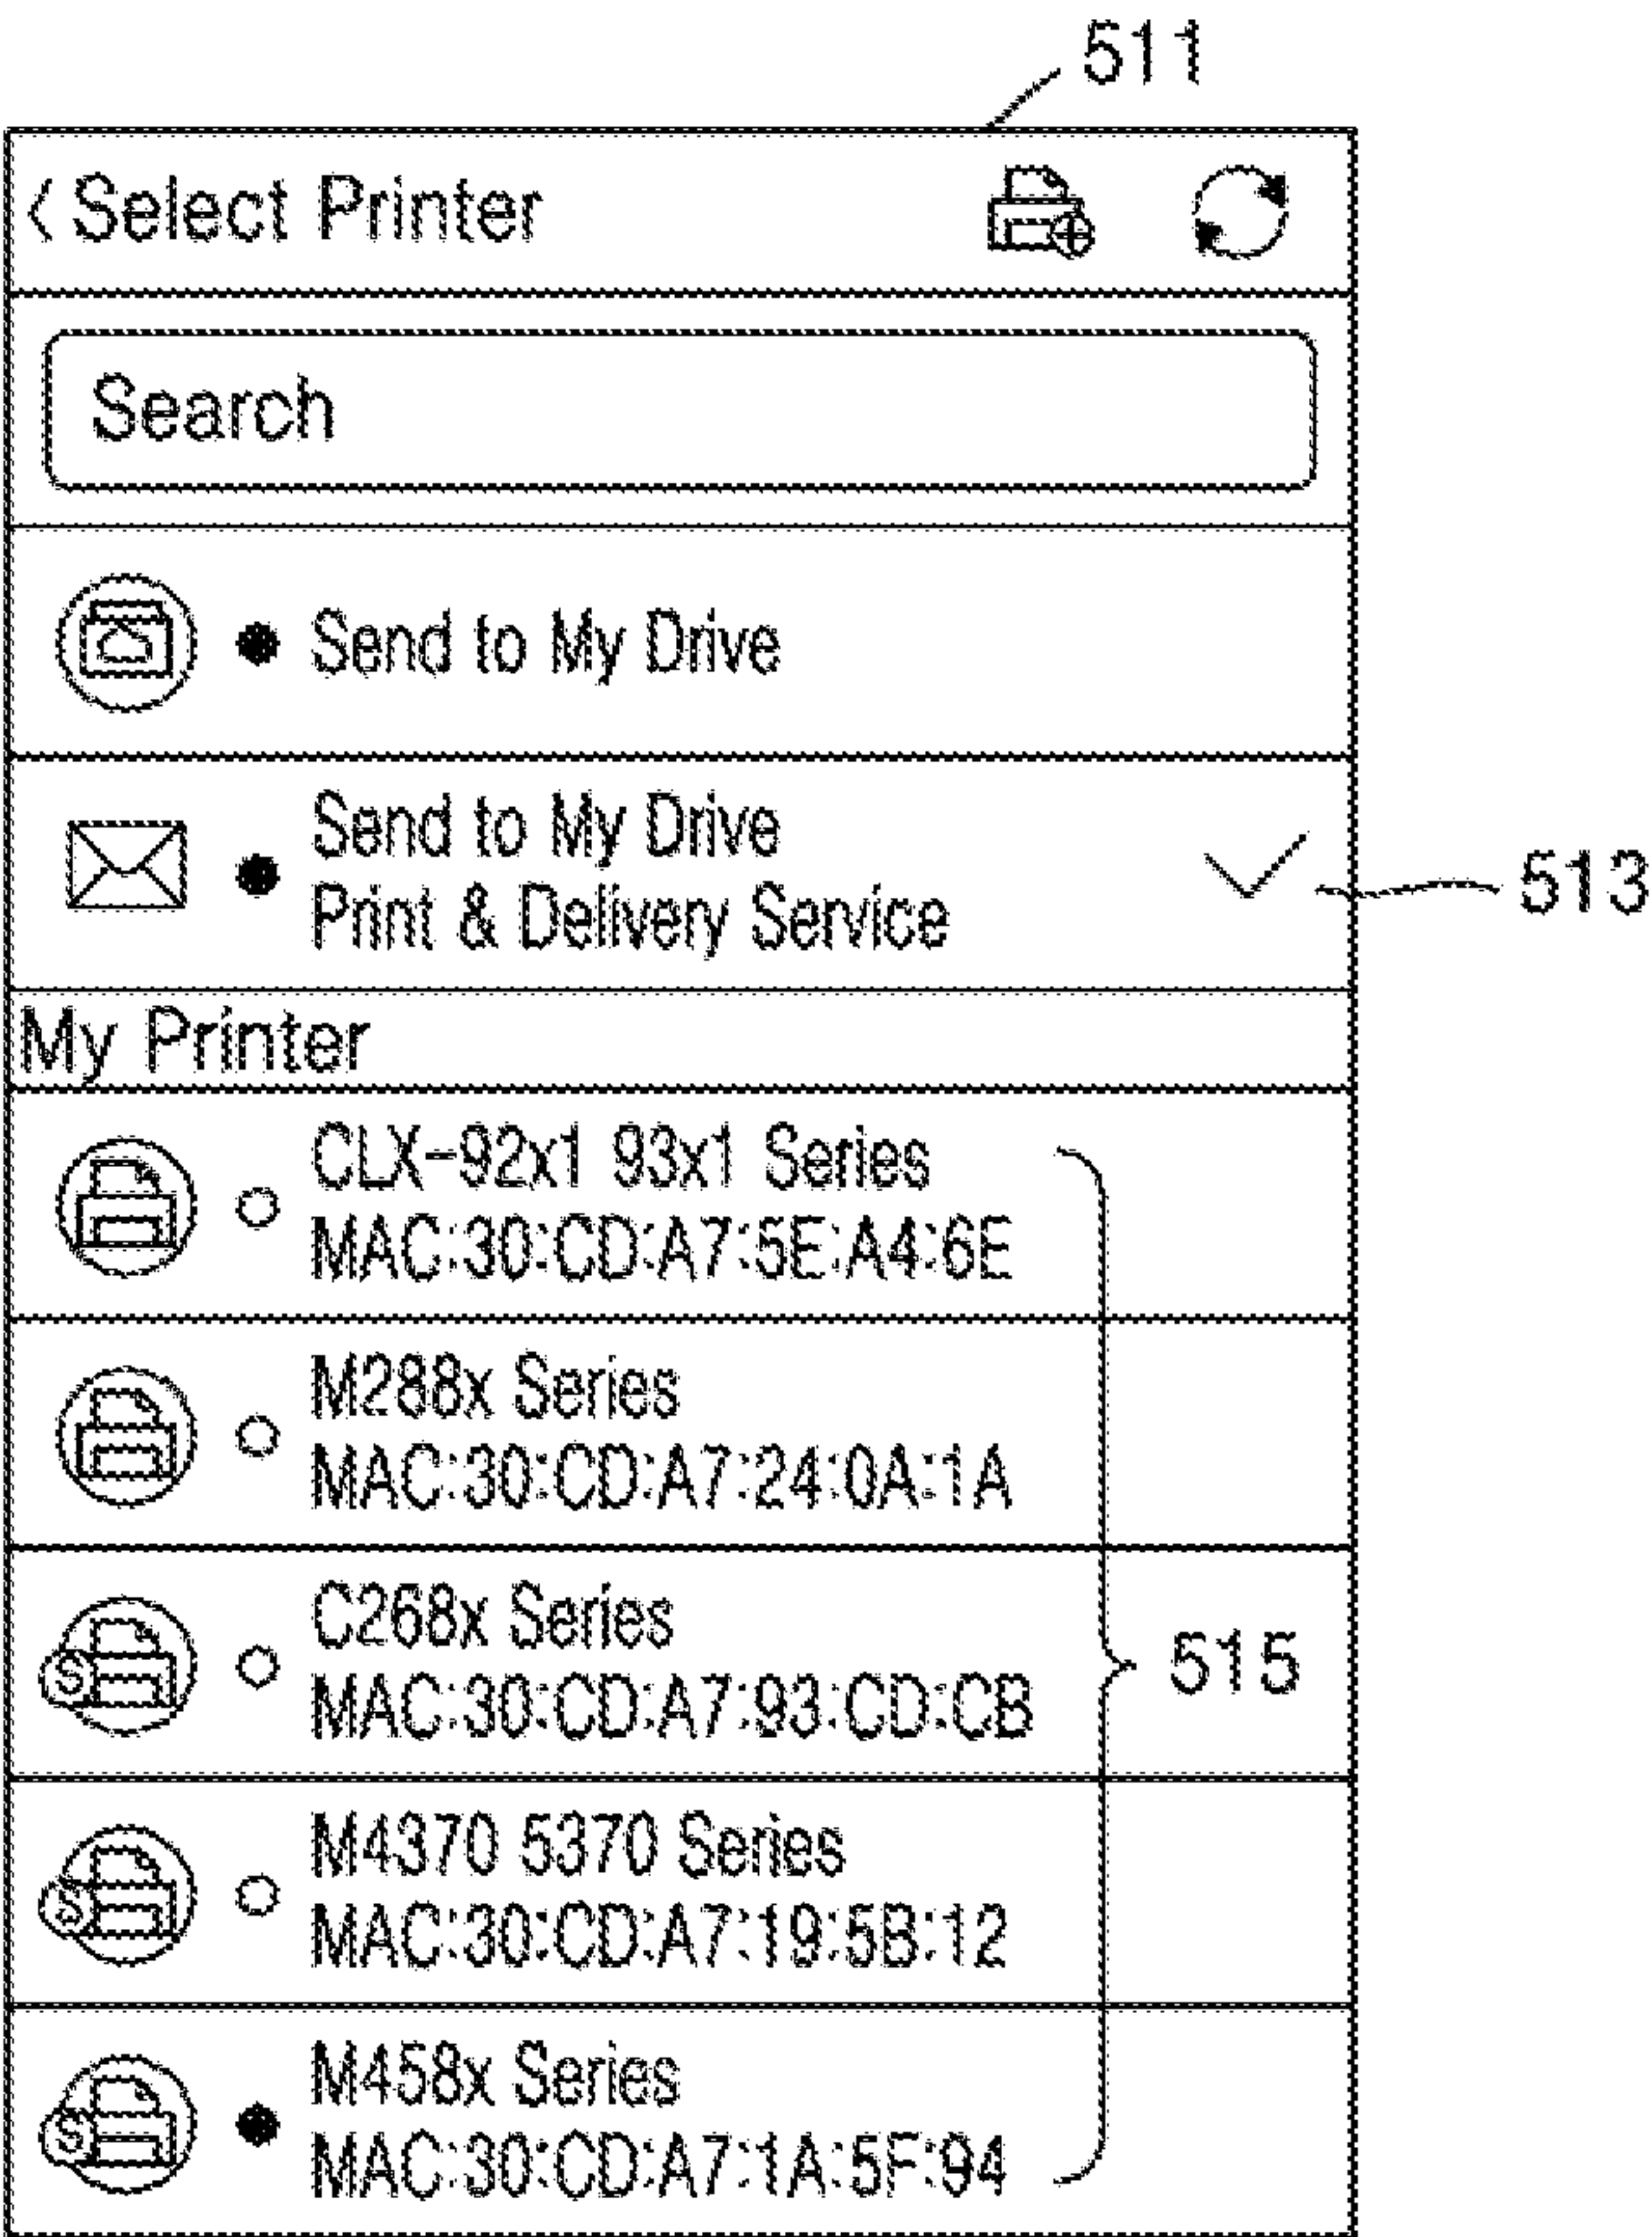 511
Select Printer
Search
Send to My Drive
Send to My Drive
Print & Delivery Service
513
My Printer
CLX-92x1 93x1 Series
MAC:30:CD:A7:5E:A4:6E
M288x Series
MAC:30:CD:A7:24:0A:1A
S
C268x Series
MAC:30:CD:A7:93:CD:CB
515
S
M4370 5370 Series
MAC:30:CD:A7:19:5B:12
S
M458x Series
MAC:30:CD:A7:1A:5F:94